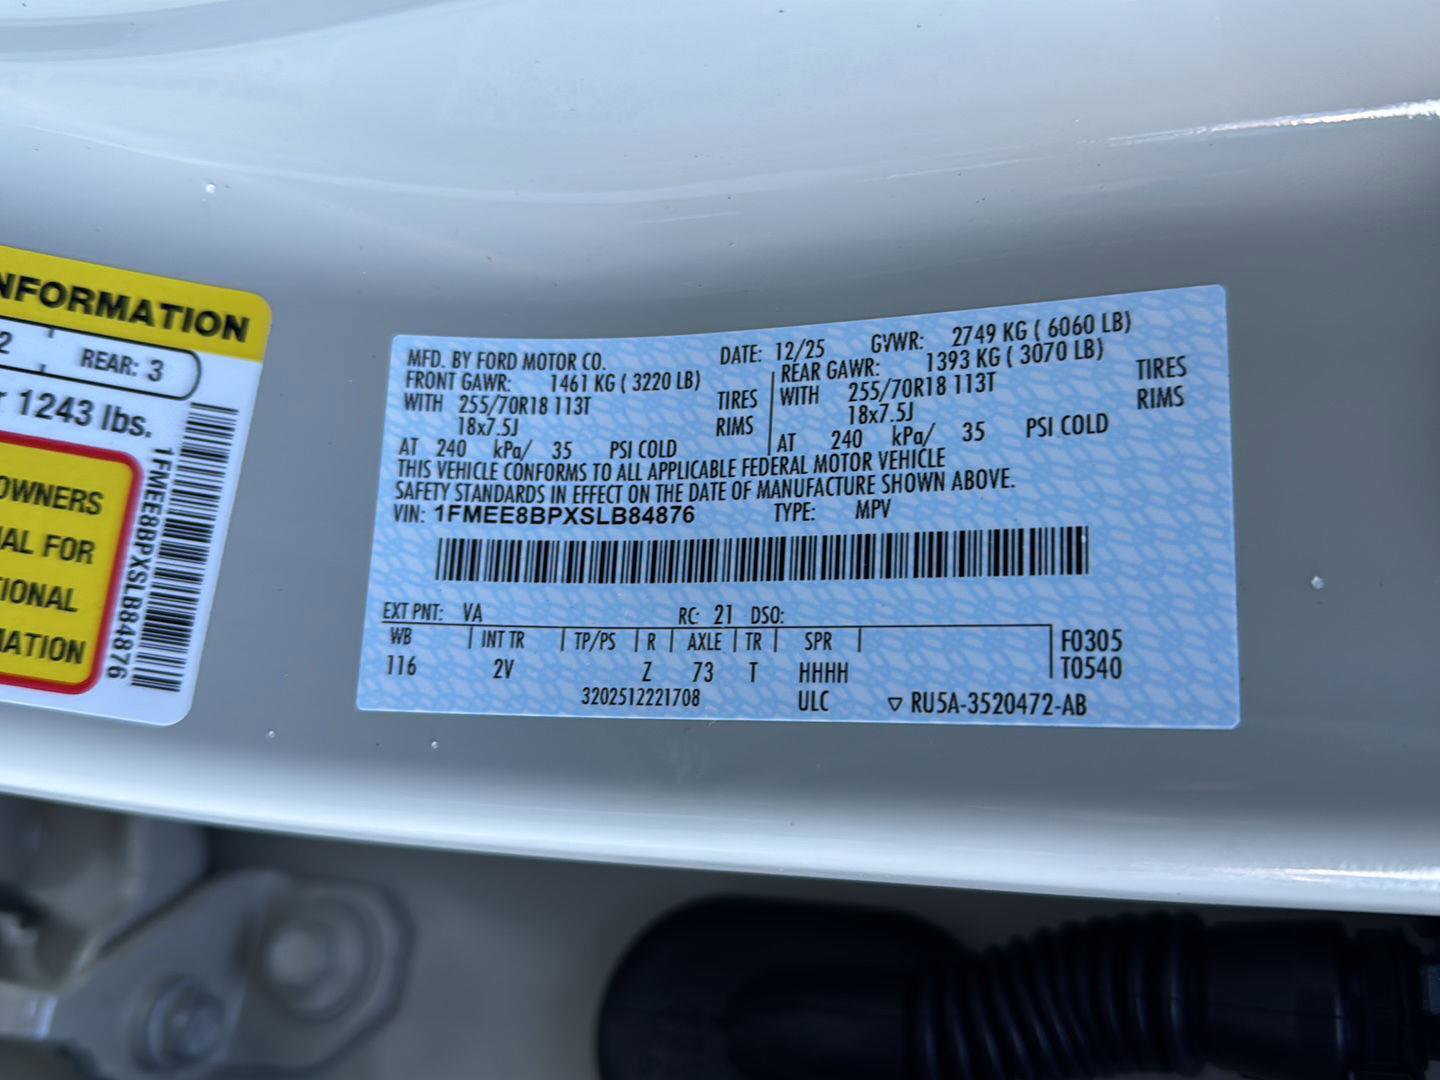 NFORMATION
2 REAR: 3
1243 lbs.
OWNERS
AL FOR
TIONAL
MATION
1FMEE8BPXSLB84876
MFD. BY FORD MOTOR CO. DATE: 12/25 GVWR: 2749 KG ( 6060 LB)
FRONT GAWR: 1461 KG ( 3220 LB) REAR GAWR: 1393 KG ( 3070 LB)
WITH 255/70R18 113T TIRES WITH 255/70R18 113T TIRES
18x7.5J RIMS 18x7.5J RIMS
AT 240 kPa/ 35 PSI COLD AT 240 kPa/ 35 PSI COLD
THIS VEHICLE CONFORMS TO ALL APPLICABLE FEDERAL MOTOR VEHICLE
SAFETY STANDARDS IN EFFECT ON THE DATE OF MANUFACTURE SHOWN ABOVE.
VIN: 1FMEE8BPXSLB84876 TYPE: MPV
EXT PNT: VA RC: 21 DSO:
WB INT TR TP/PS R AXLE TR SPR F0305
116 2V Z 73 T HHHH T0540
3202512221708 ULC ▽ RU5A-3520472-AB